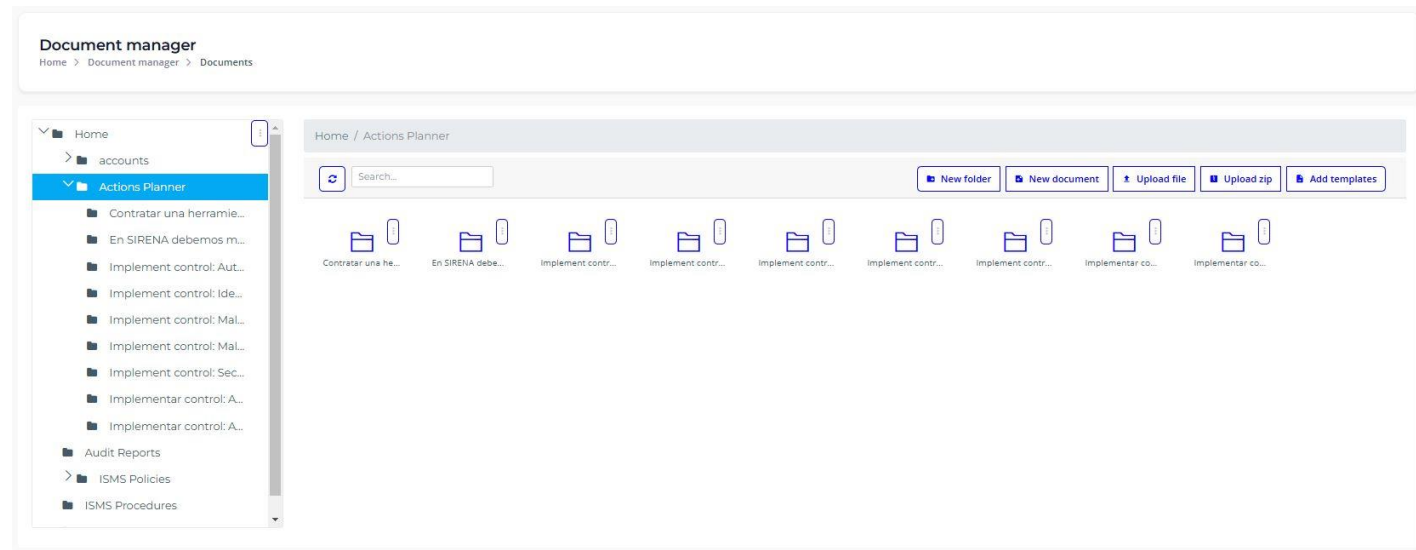 Document manager
Home > Document manager > Documents
Home
accounts
Actions Planner
Contratar una herramie...
En SIRENA debemos m...
Implement control: Aut...
Implement control: Ide...
Implement control: Mal...
Implement control: Mal...
Implement control: Sec...
Implementar control: A...
Implementar control: A...
Audit Reports
ISMS Policies
ISMS Procedures
Home / Actions Planner
Search...
New folder
New document
Upload file
Upload zip
Add templates
Contratar una he...
En SIRENA debe...
Implement contr...
Implement contr...
Implement contr...
Implement contr...
Implement contr...
Implementar co...
Implementar co...